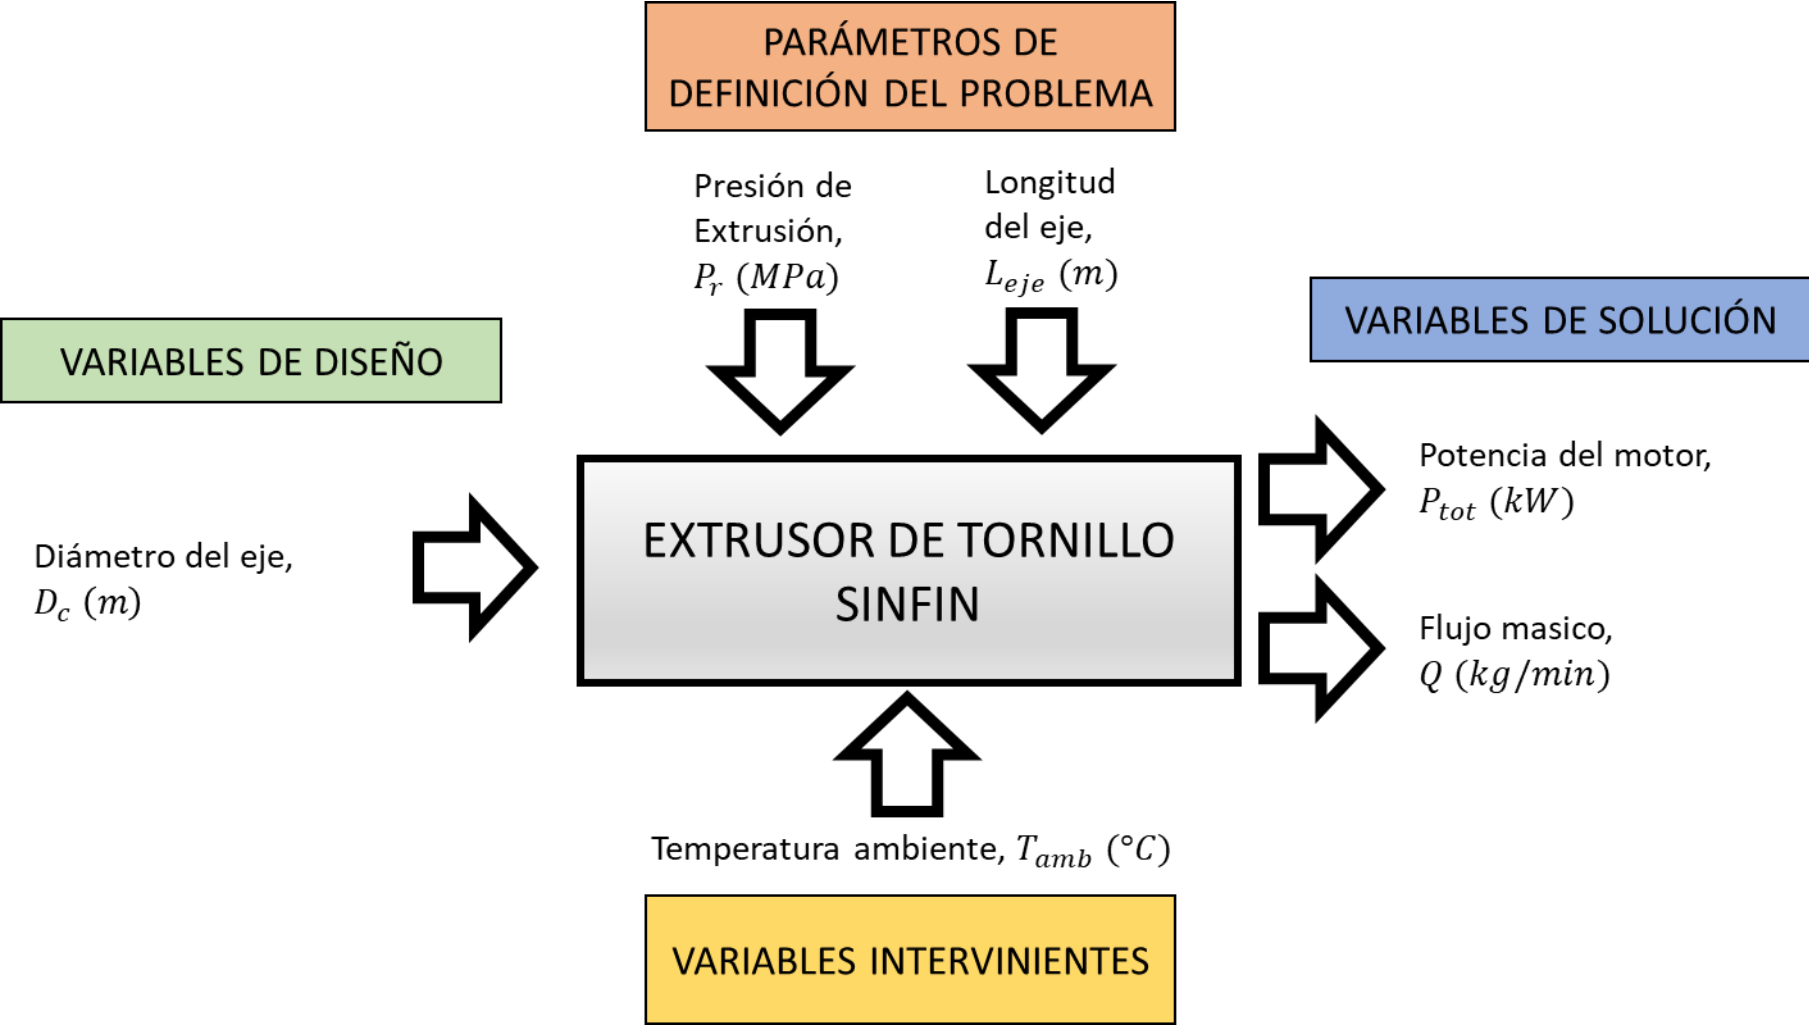 PARÁMETROS DE
DEFINICIÓN DEL PROBLEMA
Presión de
Extrusión,
P_r (MPa)
Longitud
del eje,
L_eje (m)
VARIABLES DE DISEÑO
Diámetro del eje,
D_c (m)
EXTRUSOR DE TORNILLO
SINFIN
VARIABLES DE SOLUCIÓN
Potencia del motor,
P_tot (kW)
Flujo masico,
Q (kg/min)
Temperatura ambiente, T_amb (°C)
VARIABLES INTERVINIENTES